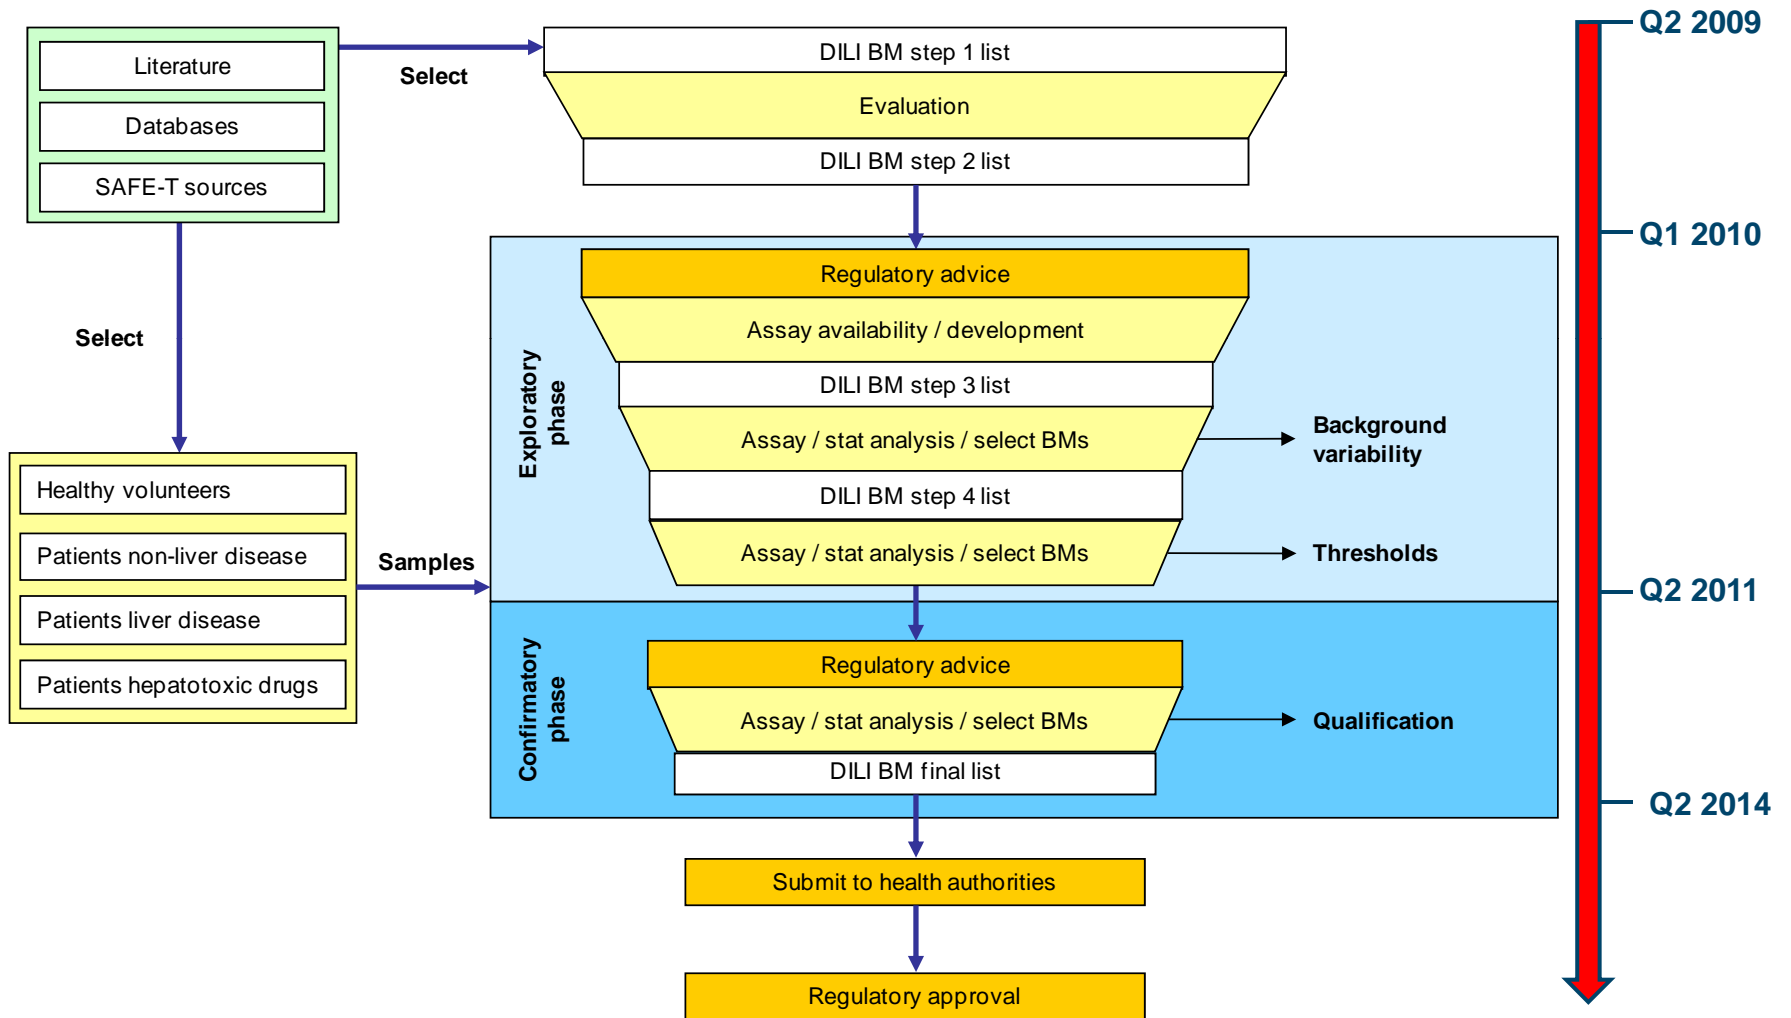 Literature
Databases
SAFE-T sources
Select
DILI BM step 1 list
Evaluation
DILI BM step 2 list
Select
Healthy volunteers
Patients non-liver disease
Patients liver disease
Patients hepatotoxic drugs
Samples
Exploratory
phase
Regulatory advice
Assay availability / development
DILI BM step 3 list
Assay / stat analysis / select BMs
Background
variability
DILI BM step 4 list
Assay / stat analysis / select BMs
Thresholds
Confirmatory
phase
Regulatory advice
Assay / stat analysis / select BMs
Qualification
DILI BM final list
Submit to health authorities
Regulatory approval
Q2 2009
Q1 2010
Q2 2011
Q2 2014